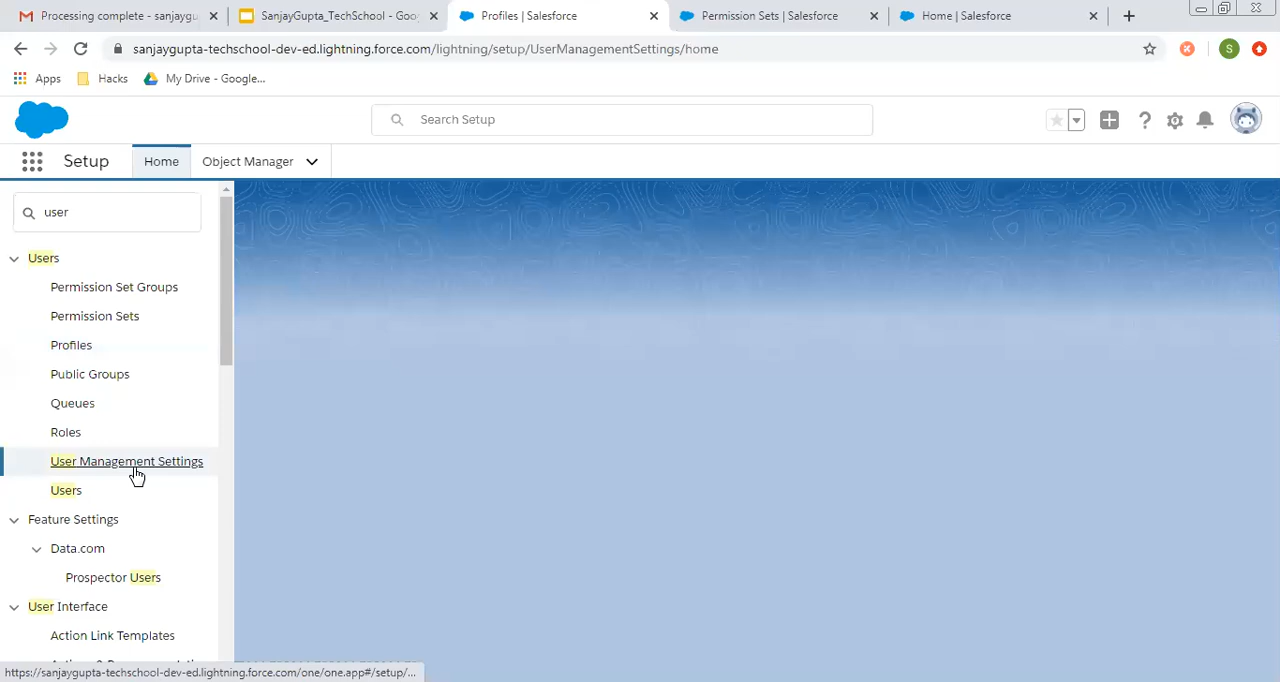 Processing complete - sanjaygu
SanjayGupta_TechSchool - Goo
Profiles | Salesforce
Permission Sets | Salesforce
Home | Salesforce
sanjaygupta-techschool-dev-ed.lightning.force.com/lightning/setup/UserManagementSettings/home
S
Apps
Hacks
My Drive - Google...
Search Setup
Setup
Home
Object Manager
user
Users
Permission Set Groups
Permission Sets
Profiles
Public Groups
Queues
Roles
User Management Settings
Users
Feature Settings
Data.com
Prospector Users
User Interface
Action Link Templates
https://sanjaygupta-techschool-dev-ed.lightning.force.com/one/one.app#/setup/...